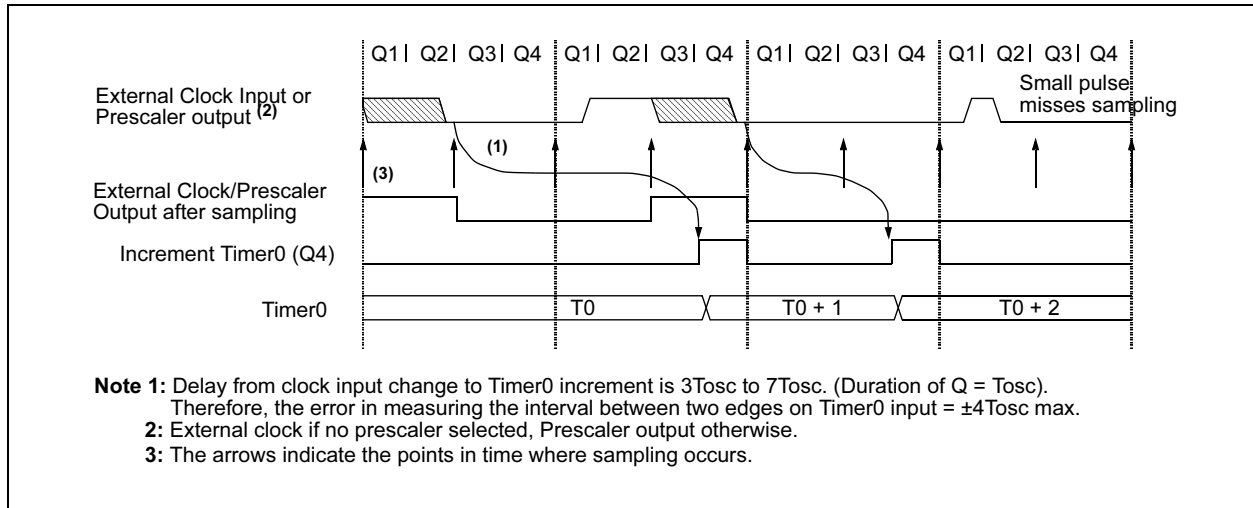 Q1| Q2| Q3| Q4 Q1| Q2| Q3| Q4 Q1| Q2| Q3| Q4 Q1| Q2| Q3| Q4
Small pulse
misses sampling
External Clock Input or
Prescaler output (2)
(1)
(3)
External Clock/Prescaler
Output after sampling
Increment Timer0 (Q4)
Timer0 T0 T0 + 1 T0 + 2
Note 1: Delay from clock input change to Timer0 increment is 3Tosc to 7Tosc. (Duration of Q = Tosc).
Therefore, the error in measuring the interval between two edges on Timer0 input = ±4Tosc max.
2: External clock if no prescaler selected, Prescaler output otherwise.
3: The arrows indicate the points in time where sampling occurs.